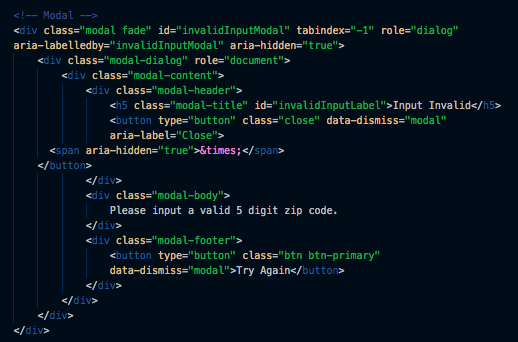 <!-- Modal -->
<div class="modal fade" id="invalidInputModal" tabindex="-1" role="dialog"
aria-labelledby="invalidInputModal" aria-hidden="true">
    <div class="modal-dialog" role="document">
        <div class="modal-content">
            <div class="modal-header">
                <h5 class="modal-title" id="invalidInputLabel">Input Invalid</h5>
                <button type="button" class="close" data-dismiss="modal"
                aria-label="Close">
      <span aria-hidden="true">&times;</span>
    </button>
            </div>
            <div class="modal-body">
                Please input a valid 5 digit zip code.
            </div>
            <div class="modal-footer">
                <button type="button" class="btn btn-primary"
                data-dismiss="modal">Try Again</button>
            </div>
        </div>
    </div>
</div>